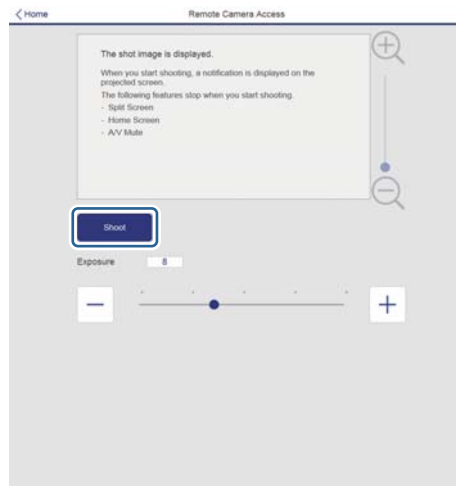 Home
Remote Camera Access
The shot image is displayed.
When you start shooting, a notification is displayed on the
projected screen.
The following features stop when you start shooting.
- Split Screen
- Home Screen
- A/V Mute
Shoot
Exposure 8